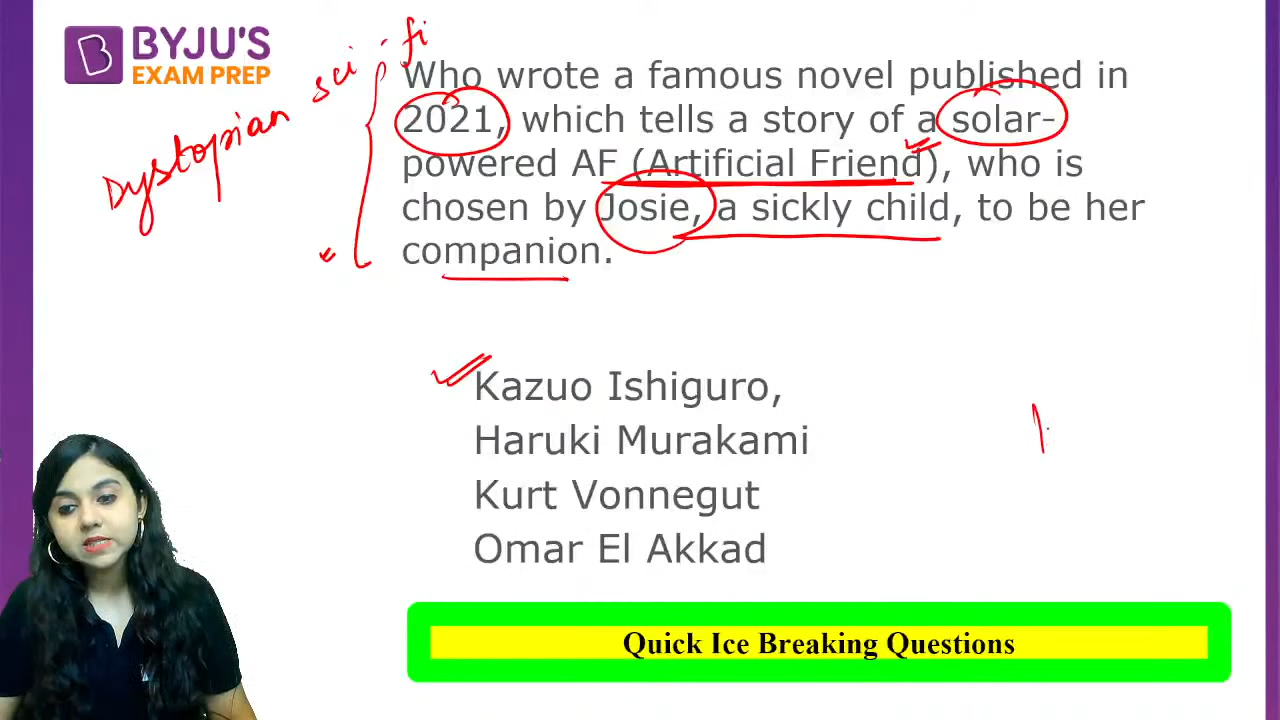 BYJU'S
EXAM PREP
Dystopian sci-fi
Who wrote a famous novel published in
2021, which tells a story of a solar-
powered AF (Artificial Friend), who is
chosen by Josie, a sickly child, to be her
companion.
Kazuo Ishiguro,
Haruki Murakami
Kurt Vonnegut
Omar El Akkad
Quick Ice Breaking Questions